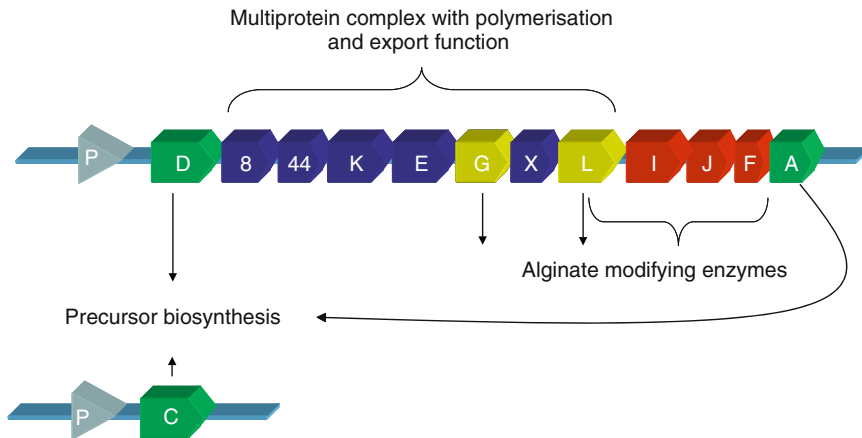 Multiprotein complex with polymerisation
and export function
P D 8 44 K E G X L I J F A
Alginate modifying enzymes
Precursor biosynthesis
P C